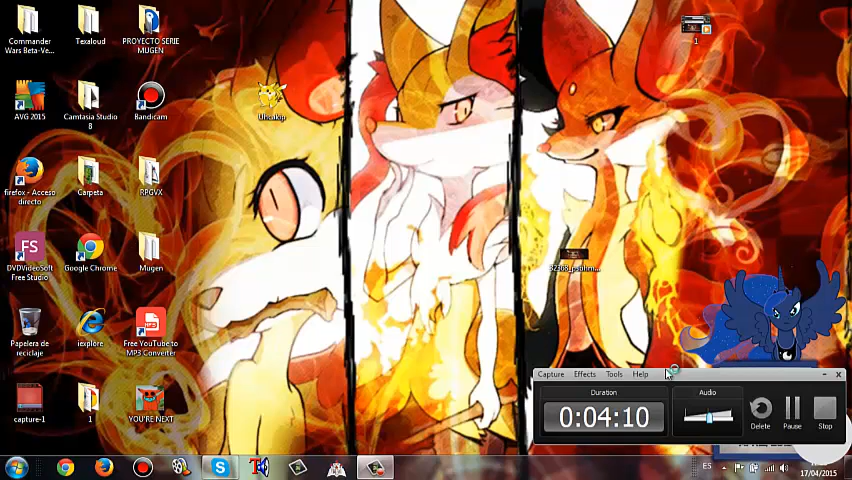 Commander
Wars Beta-Ve...
Texaloud
PROYECTO SERIE
MUGEN
1
AVG 2015
Camtasia Studio
8
Bandicam
firefox - Acceso
directo
Carpeta
RPGVX
FS
DVDVideoSoft
Free Studio
Google Chrome
Mugen
Papelera de
reciclaje
iexplore
MP3
Free YouTube to
MP3 Converter
capture-1
1
YOU'RE NEXT
Capture Effects Tools Help
Duration
Audio
0:04:10
Delete
Pause
Stop
ES
17/04/2015